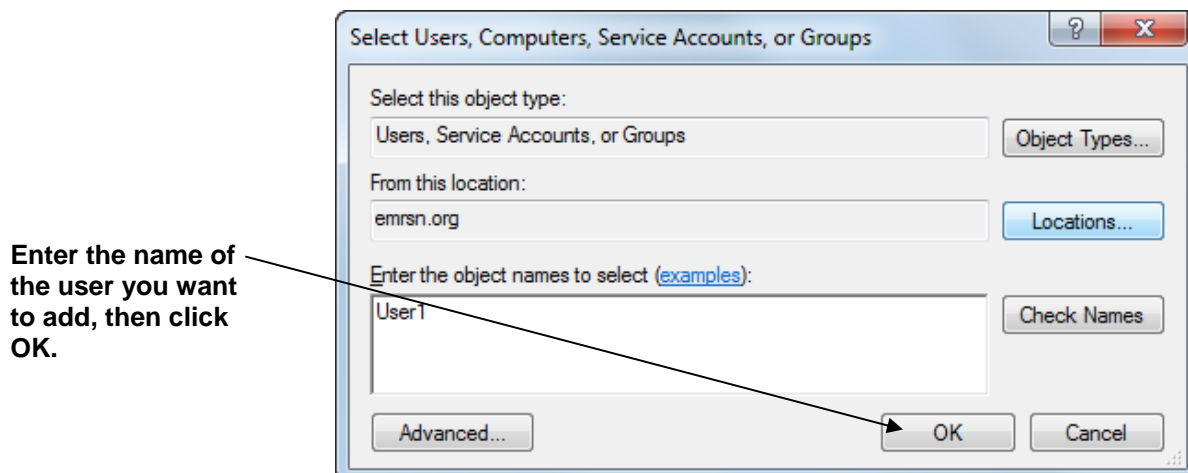 Select Users, Computers, Service Accounts, or Groups
Select this object type:
Users, Service Accounts, or Groups
Object Types...
From this location:
emrsn.org
Locations...
Enter the name of
the user you want
to add, then click
OK.
Enter the object names to select (examples):
User1
Check Names
Advanced...
OK
Cancel